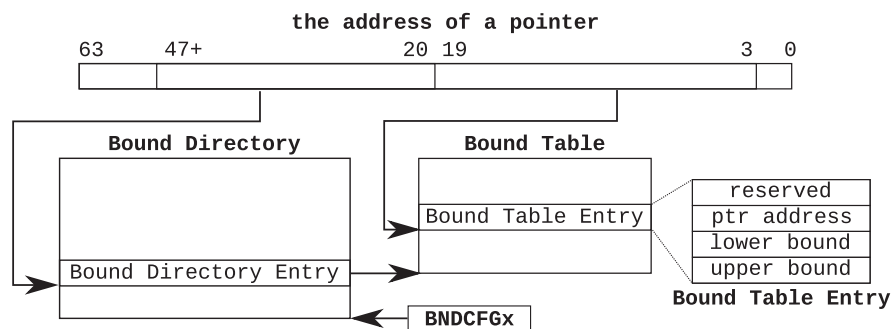 the address of a pointer
63 47+ 20 19 3 0
Bound Directory
Bound Table
reserved
Bound Table Entry
ptr address
lower bound
Bound Directory Entry
upper bound
Bound Table Entry
BNDCFGx